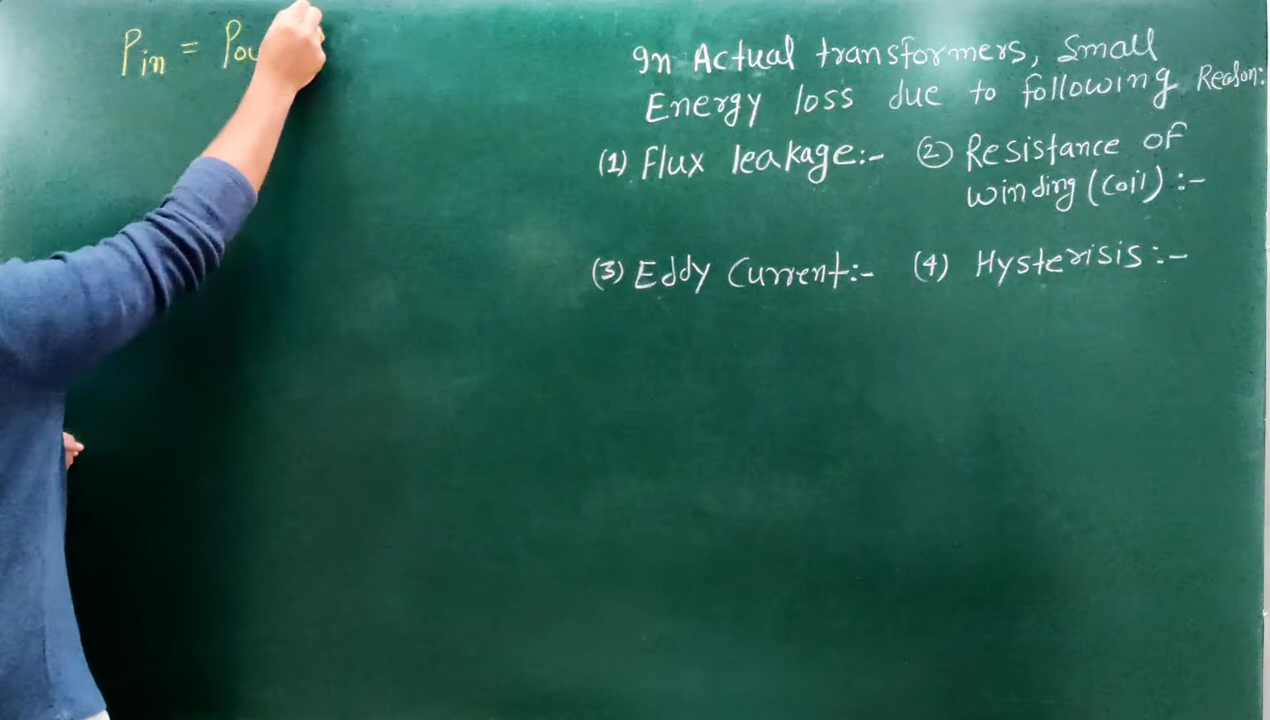 Pin = Pou
In Actual transformers, Small
Energy loss due to following Reason:
(1) Flux leakage:- (2) Resistance of
winding (coil) :-
(3) Eddy Current:- (4) Hysterisis :-